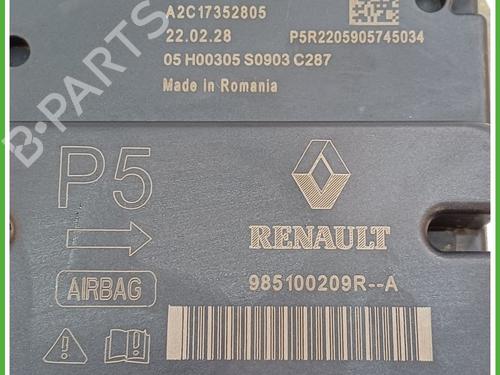 A2C17352805
22.02.28
P5R2205905745034
05 H00305 S0903 C287
Made in Romania
B-PARTS
P5
RENAULT
AIRBAG
985100209R--A